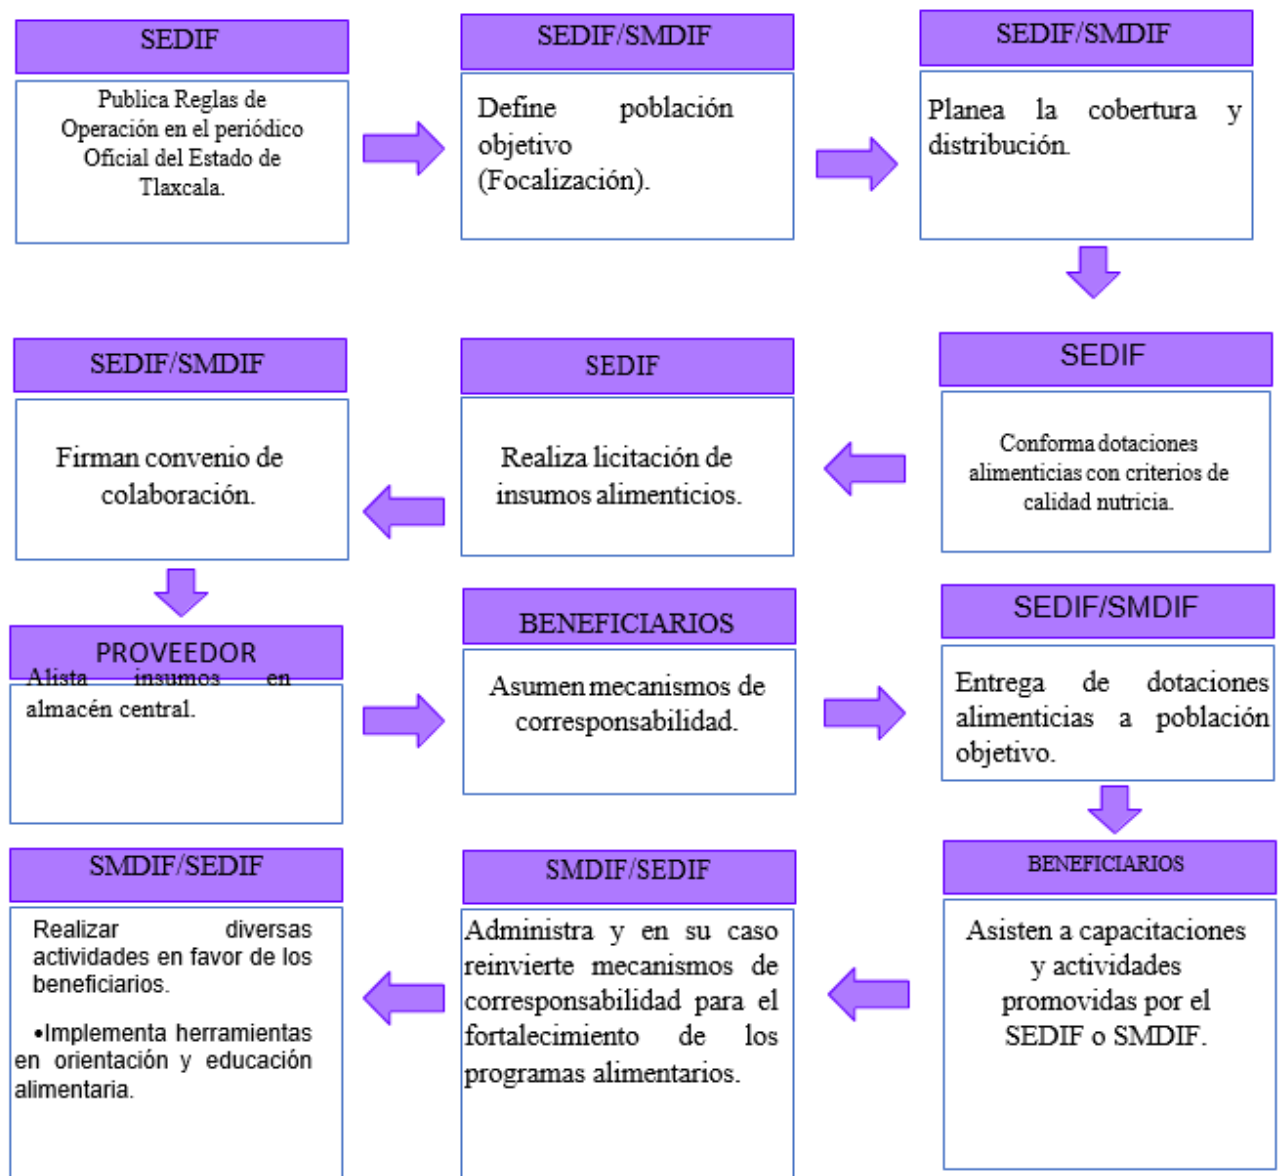 SEDIF
Publica Reglas de
Operación en el periódico
Oficial del Estado de
Tlaxcala.
SEDIF/SMDIF
Define población
objetivo
(Focalización).
SEDIF/SMDIF
Planea la cobertura y
distribución.
SEDIF
Conforma dotaciones
alimenticias con criterios de
calidad nutricia.
SEDIF
Realiza licitación de
insumos alimenticios.
SEDIF/SMDIF
Firman convenio de
colaboración.
PROVEEDOR
Alista insumos en
almacén central.
BENEFICIARIOS
Asumen mecanismos de
corresponsabilidad.
SEDIF/SMDIF
Entrega de dotaciones
alimenticias a población
objetivo.
BENEFICIARIOS
Asisten a capacitaciones
y actividades
promovidas por el
SEDIF o SMDIF.
SMDIF/SEDIF
Administra y en su caso
reinvierte mecanismos de
corresponsabilidad para el
fortalecimiento de los
programas alimentarios.
SMDIF/SEDIF
Realizar diversas
actividades en favor de los
beneficiarios.
•Implementa herramientas
en orientación y educación
alimentaria.